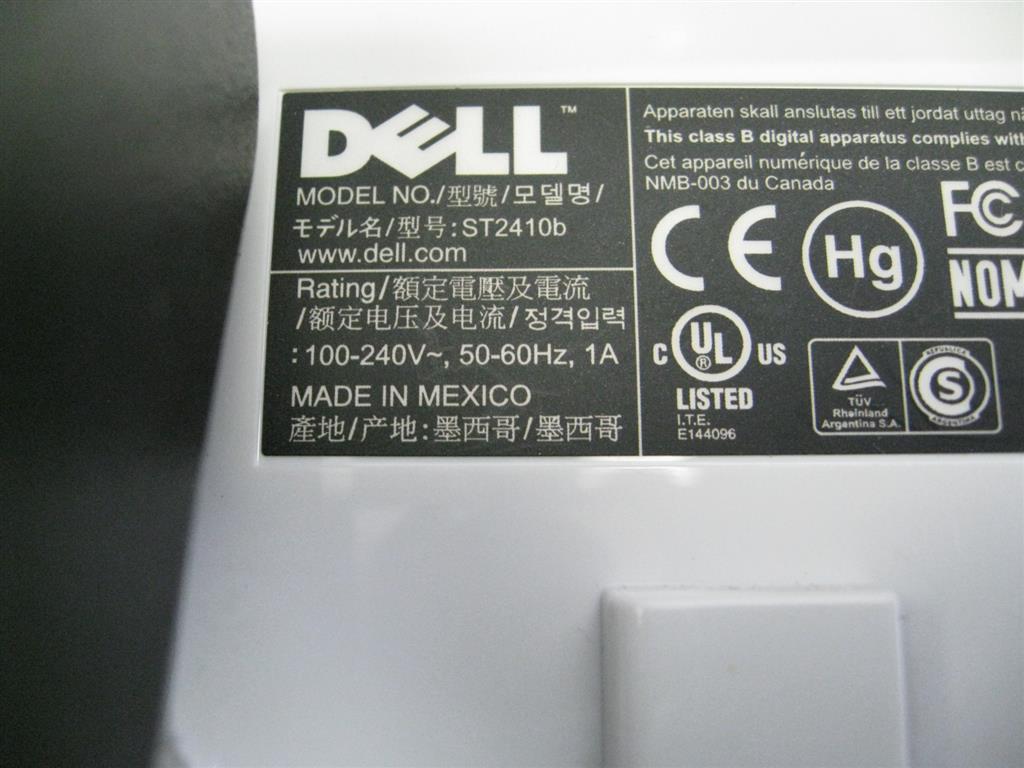 DELL™
MODEL NO./型號/모델명/
モデル名/型号:ST2410b
www.dell.com
Rating/額定電壓及電流
/额定电压及电流/정격입력
:100-240V~, 50-60Hz, 1A
MADE IN MEXICO
產地/产地:墨西哥/墨西哥
Apparaten skall anslutas till ett jordat uttag
This class B digital apparatus complies with
Cet appareil numérique de la classe B est
NMB-003 du Canada
CE
Hg
FC
NOM
c UL® US
LISTED
I.T.E.
E144096
TÜV
Rheinland
Argentina S.A.
REPUBLICA
S
ARGENTINA